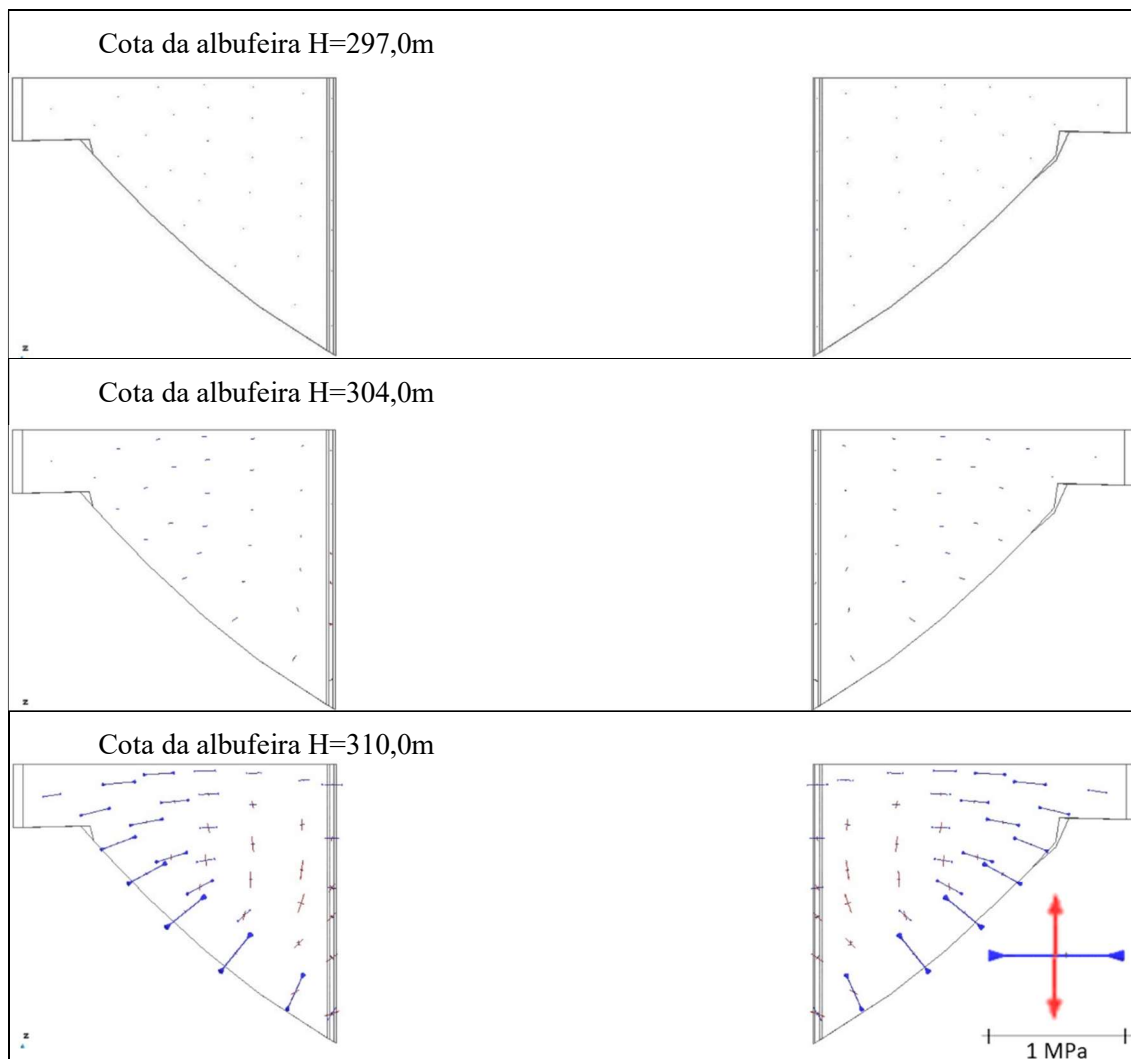 Cota da albufeira H=297,0m
z
Cota da albufeira H=304,0m
z
Cota da albufeira H=310,0m
z
1 MPa